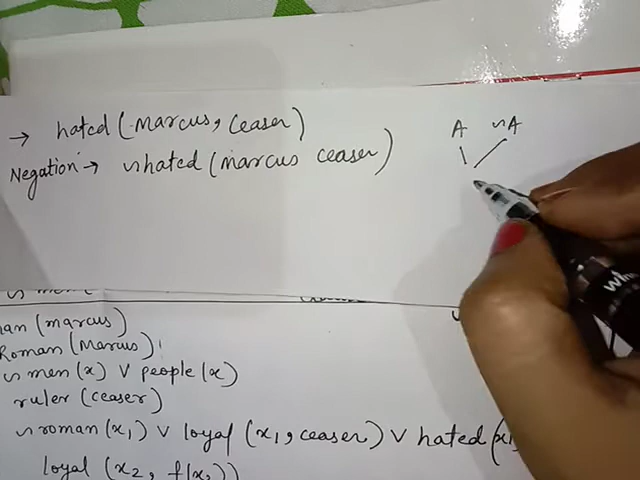 → hated (Marcus, Ceaser)
Negation → ~hated (marcus ceaser)
A ~A
man (marcus)
Roman (Marcus)
~ men (x) V people (x)
ruler (ceaser)
~roman (x₁) V loyal (x₁, ceaser) V hated (x₁
loyal (x₂, f(x₂))
win